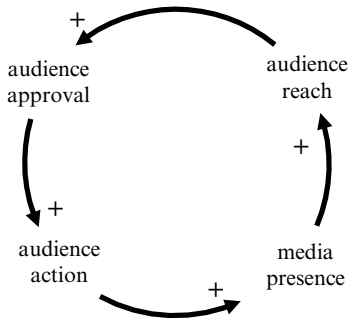 +
audience
approval
audience
reach
+
+
audience
action
media
presence
+